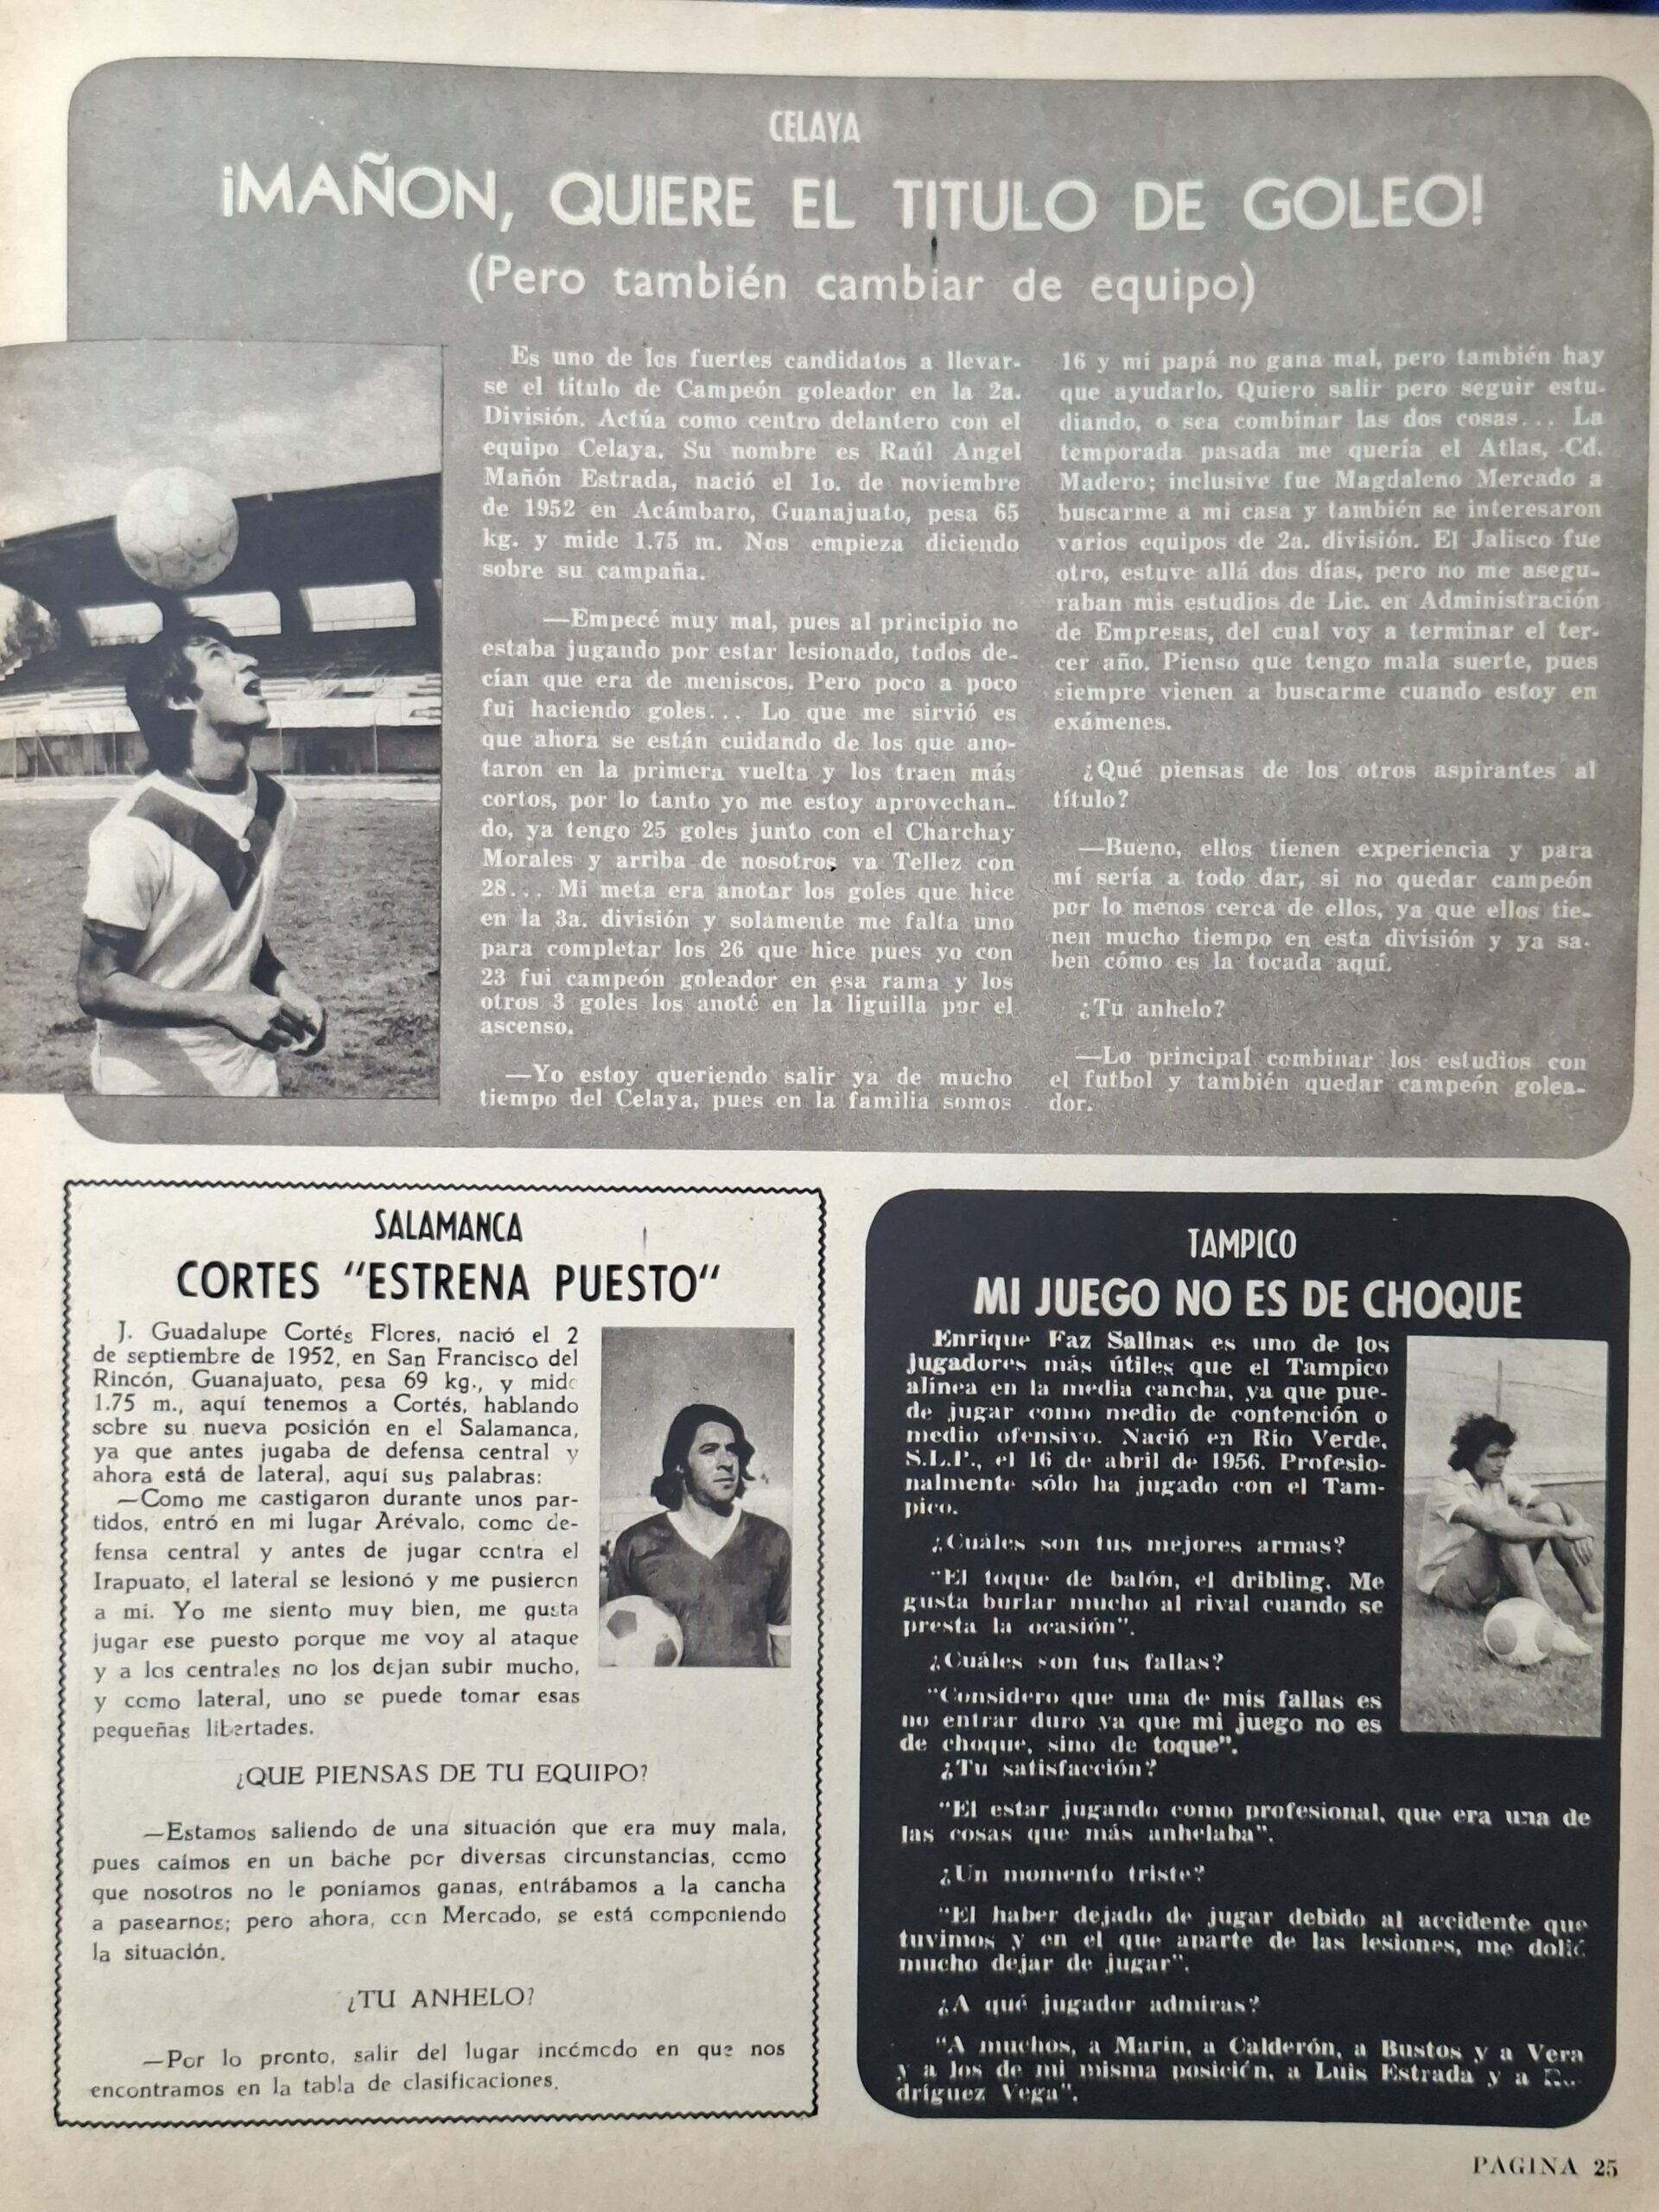 CELAYA
¡MAÑON, QUIERE EL TITULO DE GOLEO!
(Pero también cambiar de equipo)
Es uno de los fuertes candidatos a llevar-
se el título de Campeón goleador en la 2a.
División. Actúa como centro delantero con el
equipo Celaya. Su nombre es Raúl Angel
Mañón Estrada, nació el 1o. de noviembre
de 1952 en Acámbaro, Guanajuato, pesa 65
kg. y mide 1.75 m. Nos empieza diciendo
sobre su campaña.
—Empecé muy mal, pues al principio no
estaba jugando por estar lesionado, todos de-
cían que era de meniscos. Pero poco a poco
fui haciendo goles... Lo que me sirvió es
que ahora se están cuidando de los que ano-
taron en la primera vuelta y los traen más
cortos, por lo tanto yo me estoy aprovechan-
do, ya tengo 25 goles junto con el Charchay
Morales y arriba de nosotros va Tellez con
28... Mi meta era anotar los goles que hice
en la 3a. división y solamente me falta uno
para completar los 26 que hice pues yo con
23 fui campeón goleador en esa rama y los
otros 3 goles los anoté en la liguilla por el
ascenso.
—Yo estoy queriendo salir ya de mucho
tiempo del Celaya, pues en la familia somos
16 y mi papá no gana mal, pero también hay
que ayudarlo. Quiero salir pero seguir estu-
diando, o sea combinar las dos cosas... La
temporada pasada me quería el Atlas, Cd.
Madero; inclusive fue Magdaleno Mercado a
buscarme a mi casa y también se interesaron
varios equipos de 2a. división. El Jalisco fue
otro, estuve allá dos días, pero no me asegu-
raban mis estudios de Lic. en Administración
de Empresas, del cual voy a terminar el ter-
cer año. Pienso que tengo mala suerte, pues
siempre vienen a buscarme cuando estoy en
exámenes.
¿Qué piensas de los otros aspirantes al
título?
—Bueno, ellos tienen experiencia y para
mí sería a todo dar, si no quedar campeón
por lo menos cerca de ellos, ya que ellos tie-
nen mucho tiempo en esta división y ya sa-
ben cómo es la tocada aquí.
¿Tu anhelo?
—Lo principal combinar los estudios con
el futbol y también quedar campeón golea-
dor.
SALAMANCA
CORTES "ESTRENA PUESTO"
J. Guadalupe Cortés Flores, nació el 2
de septiembre de 1952, en San Francisco del
Rincón, Guanajuato, pesa 69 kg., y mide
1.75 m., aquí tenemos a Cortés, hablando
sobre su nueva posición en el Salamanca,
ya que antes jugaba de defensa central y
ahora está de lateral, aquí sus palabras:
—Como me castigaron durante unos par-
tidos, entró en mi lugar Arévalo, como de-
fensa central y antes de jugar contra el
Irapuato, el lateral se lesionó y me pusieron
a mí. Yo me siento muy bien, me gusta
jugar ese puesto porque me voy al ataque
y a los centrales no los dejan subir mucho,
y como lateral, uno se puede tomar esas
pequeñas libertades.
¿QUE PIENSAS DE TU EQUIPO?
—Estamos saliendo de una situación que era muy mala,
pues caímos en un bache por diversas circunstancias, como
que nosotros no le poníamos ganas, entrábamos a la cancha
a pasearnos; pero ahora, con Mercado, se está componiendo
la situación.
¿TU ANHELO?
—Por lo pronto, salir del lugar incómodo en que nos
encontramos en la tabla de clasificaciones.
TAMPICO
MI JUEGO NO ES DE CHOQUE
Enrique Faz Salinas es uno de los
jugadores más útiles que el Tampico
alinea en la media cancha, ya que pue-
de jugar como medio de contención o
medio ofensivo. Nació en Río Verde,
S.L.P., el 16 de abril de 1956. Profesio-
nalmente sólo ha jugado con el Tam-
pico.
¿Cuáles son tus mejores armas?
"El toque de balón, el dribling. Me
gusta burlar mucho al rival cuando se
presta la ocasión".
¿Cuáles son tus fallas?
"Considero que una de mis fallas es
no entrar duro ya que mi juego no es
de choque, sino de toque".
¿Tu satisfacción?
"El estar jugando como profesional, que era una de
las cosas que más anhelaba".
¿Un momento triste?
"El haber dejado de jugar debido al accidente que
tuvimos y en el que aparte de las lesiones, me dolió
mucho dejar de jugar".
¿A qué jugador admiras?
"A muchos, a Marín, a Calderón, a Bustos y a Vera
y a los de mi misma posición, a Luis Estrada y a Ro-
dríguez Vega".
PAGINA 25